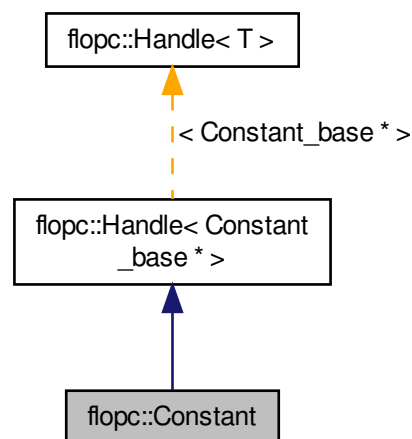 flopc::Handle< T >
< Constant_base * >
flopc::Handle< Constant
_base * >
flopc::Constant